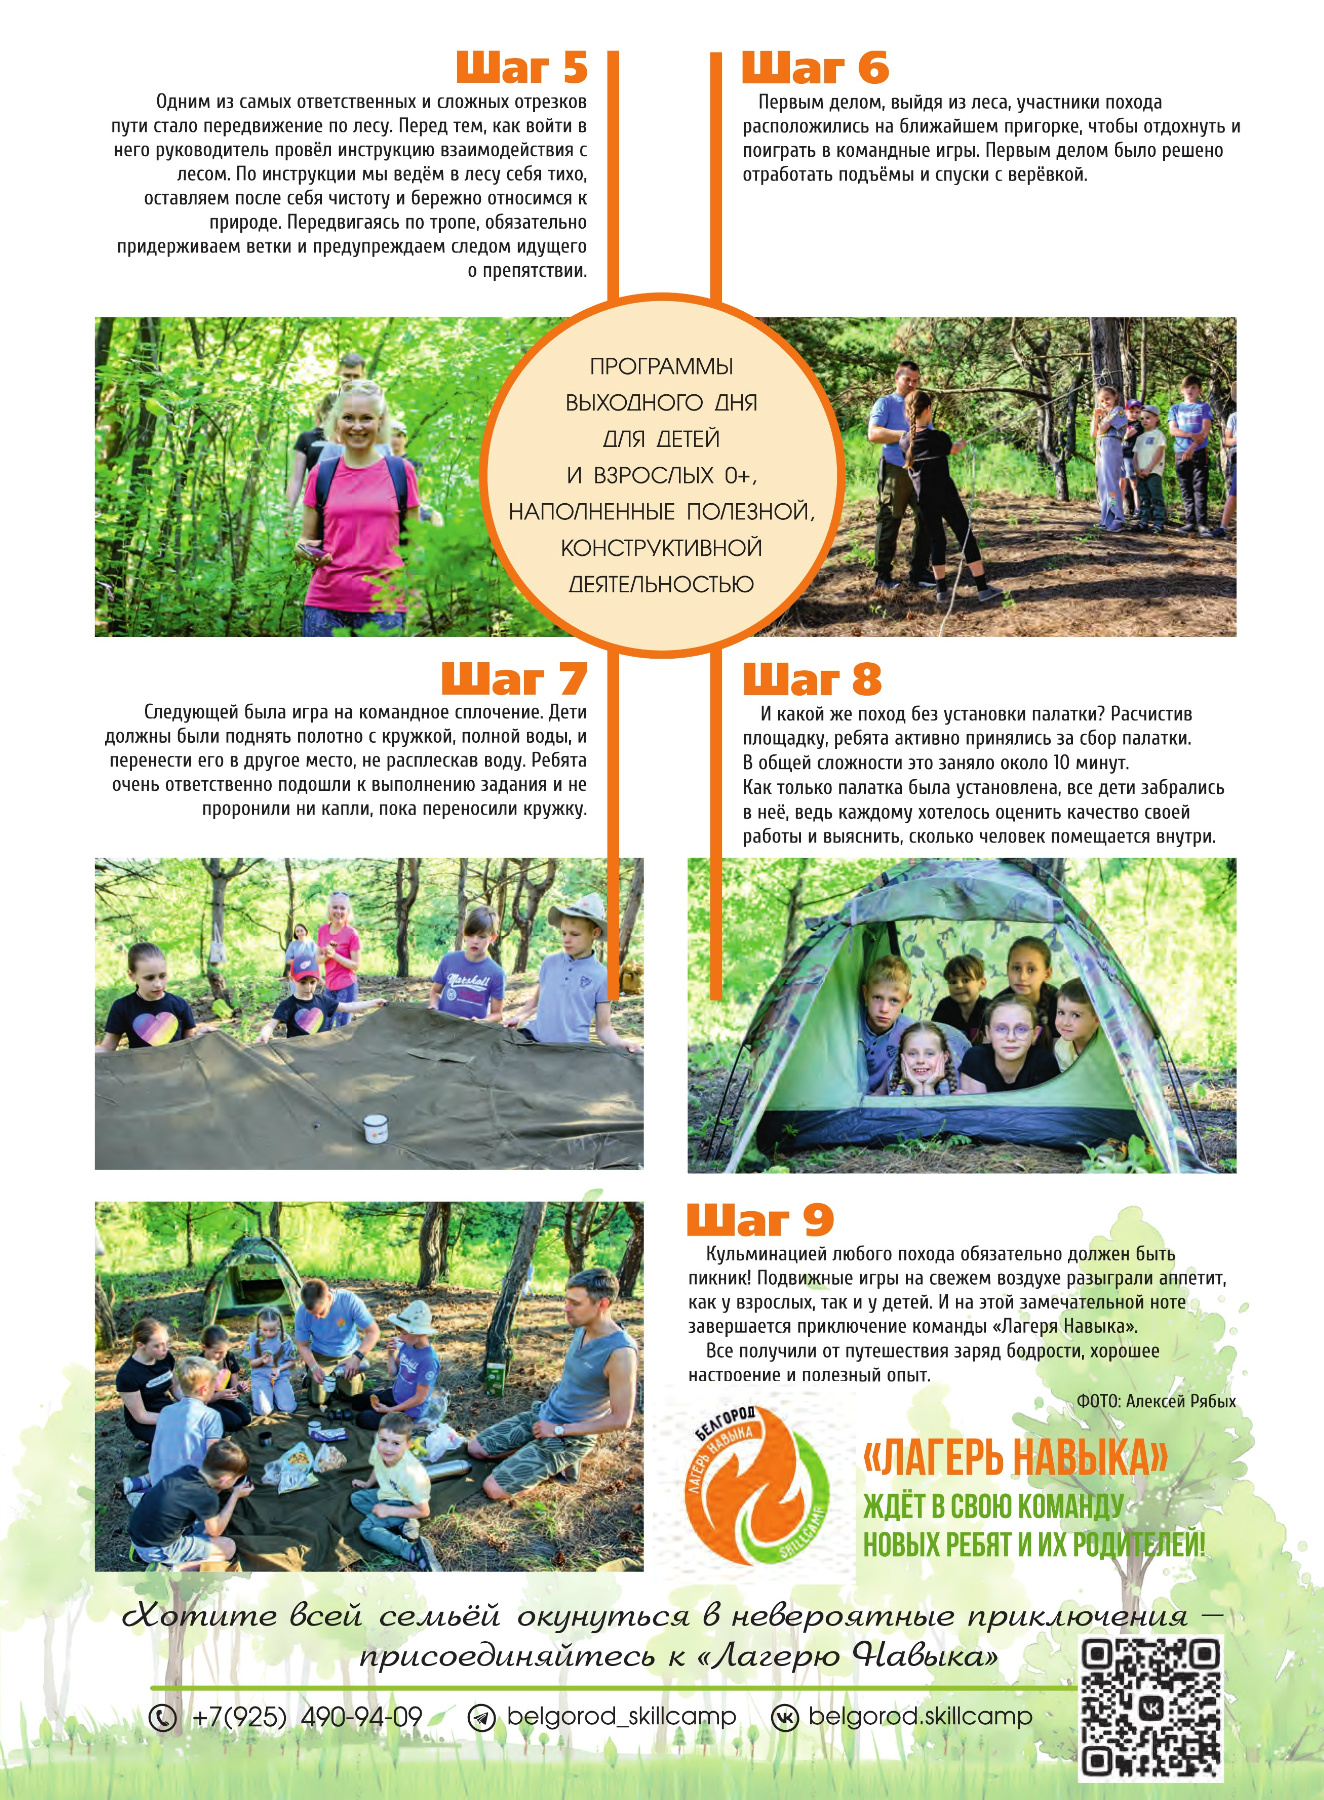 Шаг 5
Одним из самых ответственных и сложных отрезков
пути стало передвижение по лесу. Перед тем, как войти в
него руководитель провёл инструкцию взаимодействия с
лесом. По инструкции мы ведём в лесу себя тихо,
оставляем после себя чистоту и бережно относимся к
природе. Передвигаясь по тропе, обязательно
придерживаем ветки и предупреждаем следом идущего
о препятствии.
Шаг 6
Первым делом, выйдя из леса, участники похода
расположились на ближайшем пригорке, чтобы отдохнуть и
поиграть в командные игры. Первым делом было решено
отработать подъёмы и спуски с верёвкой.
ПРОГРАММЫ
ВЫХОДНОГО ДНЯ
ДЛЯ ДЕТЕЙ
И ВЗРОСЛЫХ 0+,
НАПОЛНЕННЫЕ ПОЛЕЗНОЙ,
КОНСТРУКТИВНОЙ
ДЕЯТЕЛЬНОСТЬЮ
Шаг 7
Следующей была игра на командное сплочение. Дети
должны были поднять полотно с кружкой, полной воды, и
перенести его в другое место, не расплескав воду. Ребята
очень ответственно подошли к выполнению задания и не
проронили ни капли, пока переносили кружку.
Шаг 8
И какой же поход без установки палатки? Расчистив
площадку, ребята активно принялись за сбор палатки.
В общей сложности это заняло около 10 минут.
Как только палатка была установлена, все дети забрались
в неё, ведь каждому хотелось оценить качество своей
работы и выяснить, сколько человек помещается внутри.
Marshall
Шаг 9
Кульминацией любого похода обязательно должен быть
пикник! Подвижные игры на свежем воздухе разыграли аппетит,
как у взрослых, так и у детей. И на этой замечательной ноте
завершается приключение команды «Лагеря Навыка».
Все получили от путешествия заряд бодрости, хорошее
настроение и полезный опыт.
ФОТО: Алексей Рябых
БЕЛГОРОД
ЛАГЕРЬ НАВЫКА
SKILLCAMP
«ЛАГЕРЬ НАВЫКА»
ЖДЁТ В СВОЮ КОМАНДУ
НОВЫХ РЕБЯТ И ИХ РОДИТЕЛЕЙ!
Хотите всей семьёй окунуться в невероятные приключения –
присоединяйтесь к «Лагерю Навыка»
+7(925) 490-94-09
belgorod_skillcamp
belgorod.skillcamp